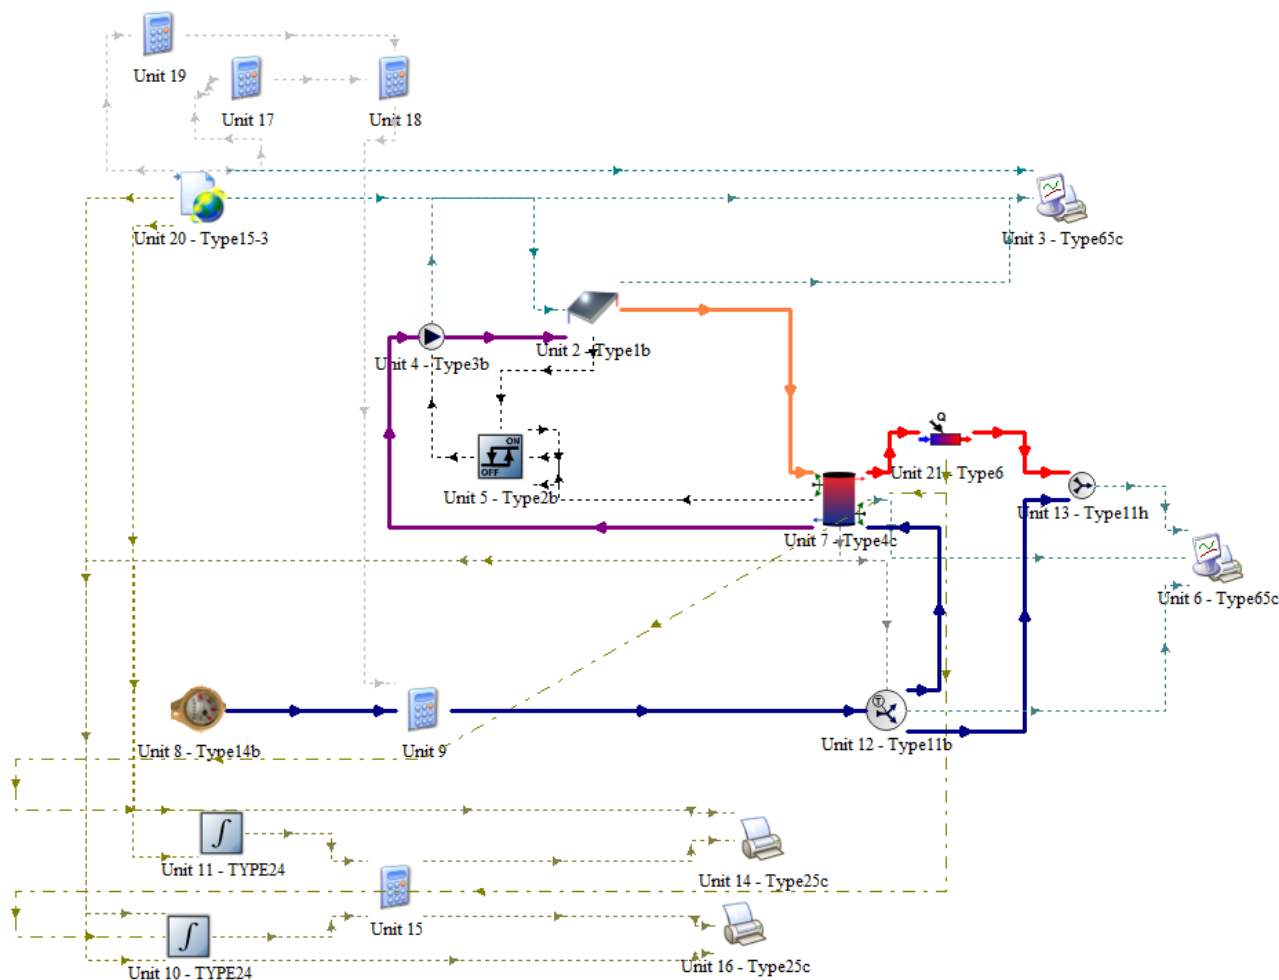 Unit 19
Unit 17
Unit 18
Unit 20 - Type15-3
Unit 3 - Type65c
Unit 4 - Type3b
Unit 2 - Type1b
ON
OFF
Unit 5 - Type2b
Q
Unit 21 - Type6
Unit 13 - Type11h
Unit 7 - Type4c
Unit 6 - Type65c
T
Unit 8 - Type14b
Unit 9
Unit 12 - Type11b
∫
Unit 11 - TYPE24
Unit 14 - Type25c
Unit 15
∫
Unit 10 - TYPE24
Unit 16 - Type25c